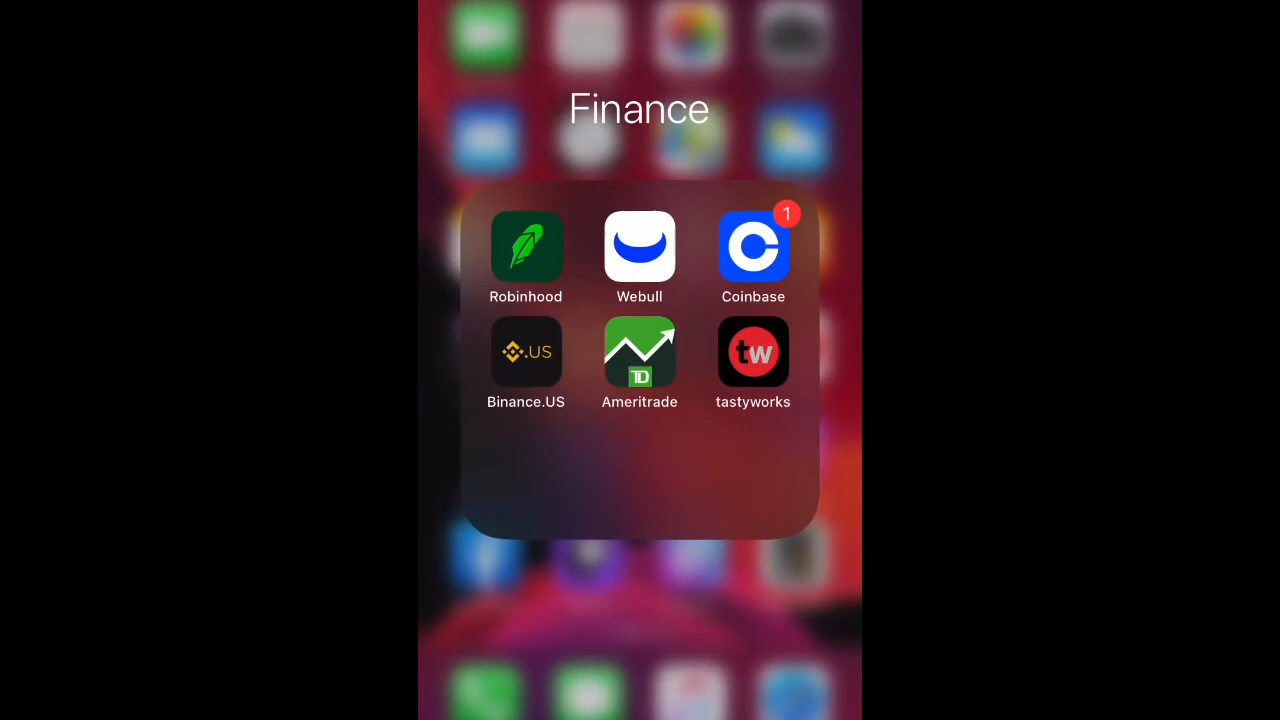 Finance
1
Robinhood Webull Coinbase
.US TD tw
Binance.US Ameritrade tastyworks